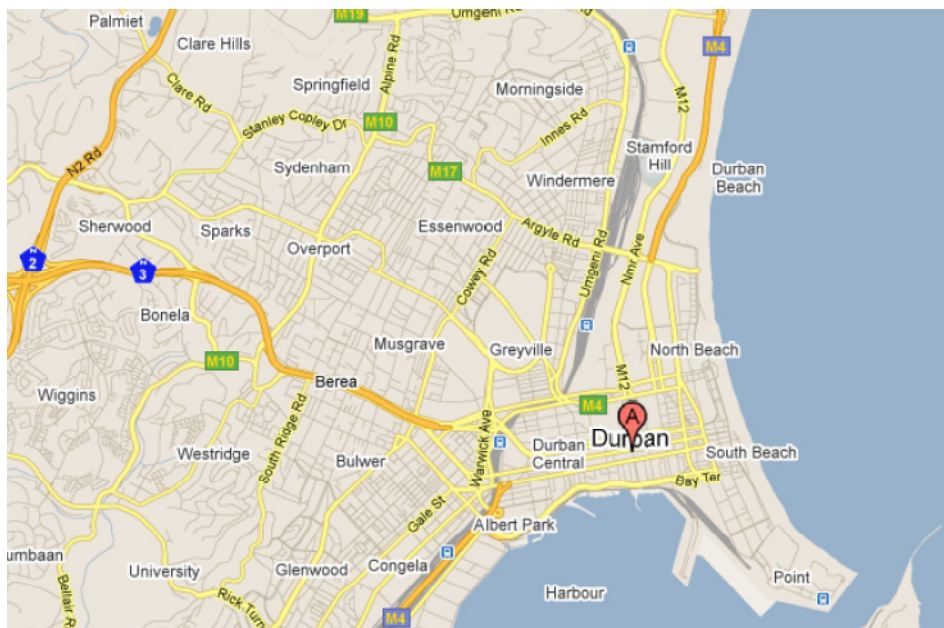 M19
Umgeni Rd
Palmiet
Clare Hills
M4
Alpine Rd
Springfield
Morningside
M12
Clare Rd
Stanley Copley Dr
M10
Innes Rd
Stamford
Hill
N2 Rd
Sydenham
M17
Windermere
Durban
Beach
Sherwood
Sparks
Essenwood
Argyle Rd
Overport
N
2
N
3
Cowey Rd
Umgeni Rd
Nmr Ave
Bonela
Musgrave
Greyville
North Beach
M10
Berea
M12
Wiggins
M4
A
Durban
South Ridge Rd
Warwick Ave
Durban
Central
South Beach
Westridge
Bulwer
Bay Ter
Gale St
Albert Park
umbaan
University
Glenwood
Congela
Point
Bellair Rd
Rick Turn
Harbour
M4